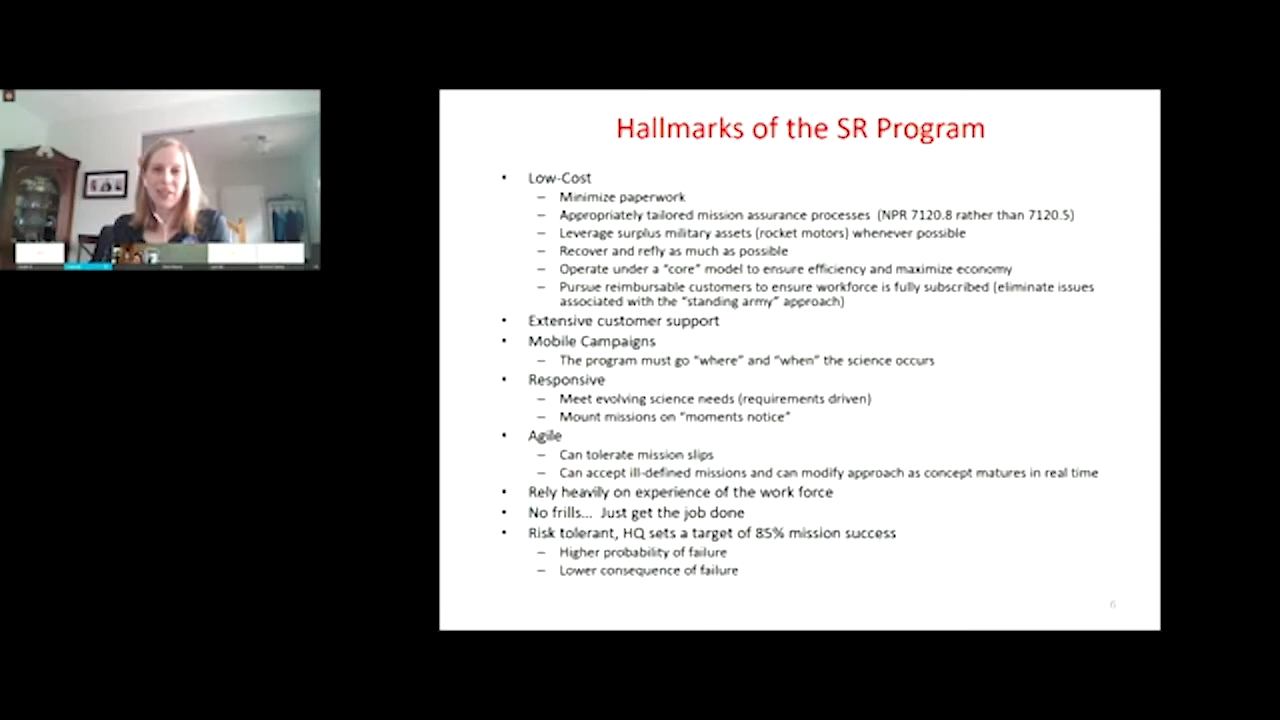 Hallmarks of the SR Program
• Low-Cost
– Minimize paperwork
– Appropriately tailored mission assurance processes (NPR 7120.8 rather than 7120.5)
– Leverage surplus military assets (rocket motors) whenever possible
– Recover and refly as much as possible
– Operate under a “core” model to ensure efficiency and maximize economy
– Pursue reimbursable customers to ensure workforce is fully subscribed (eliminate issues
associated with the “standing army” approach)
• Extensive customer support
• Mobile Campaigns
– The program must go “where” and “when” the science occurs
• Responsive
– Meet evolving science needs (requirements driven)
– Mount missions on “moments notice”
• Agile
– Can tolerate mission slips
– Can accept ill-defined missions and can modify approach as concept matures in real time
• Rely heavily on experience of the work force
• No frills... Just get the job done
• Risk tolerant, HQ sets a target of 85% mission success
– Higher probability of failure
– Lower consequence of failure
6